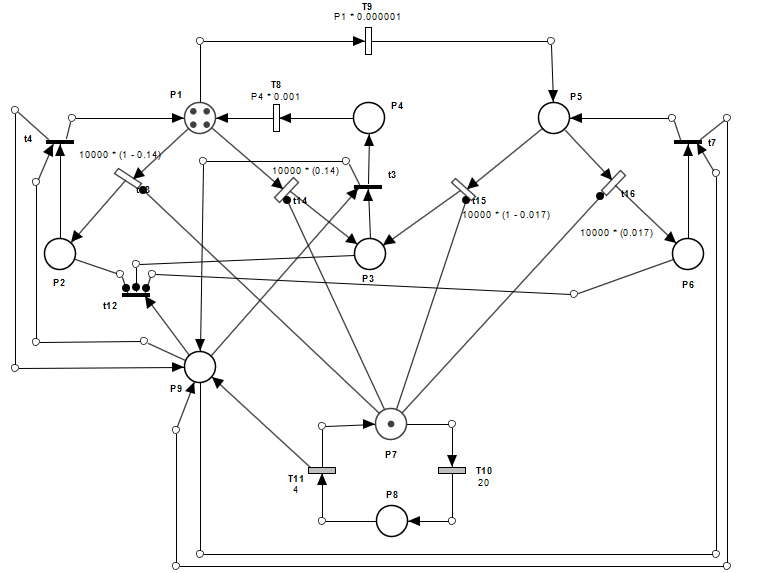 T9
P1 * 0.000001
P1
T8
P4 * 0.001
P4
P5
t4
10000 * (1 - 0.14)
t13
10000 * (0.14)
t14
t3
t15
10000 * (1 - 0.017)
t16
10000 * (0.017)
t7
P2
P3
P6
t12
P9
P7
T11
4
T10
20
P8